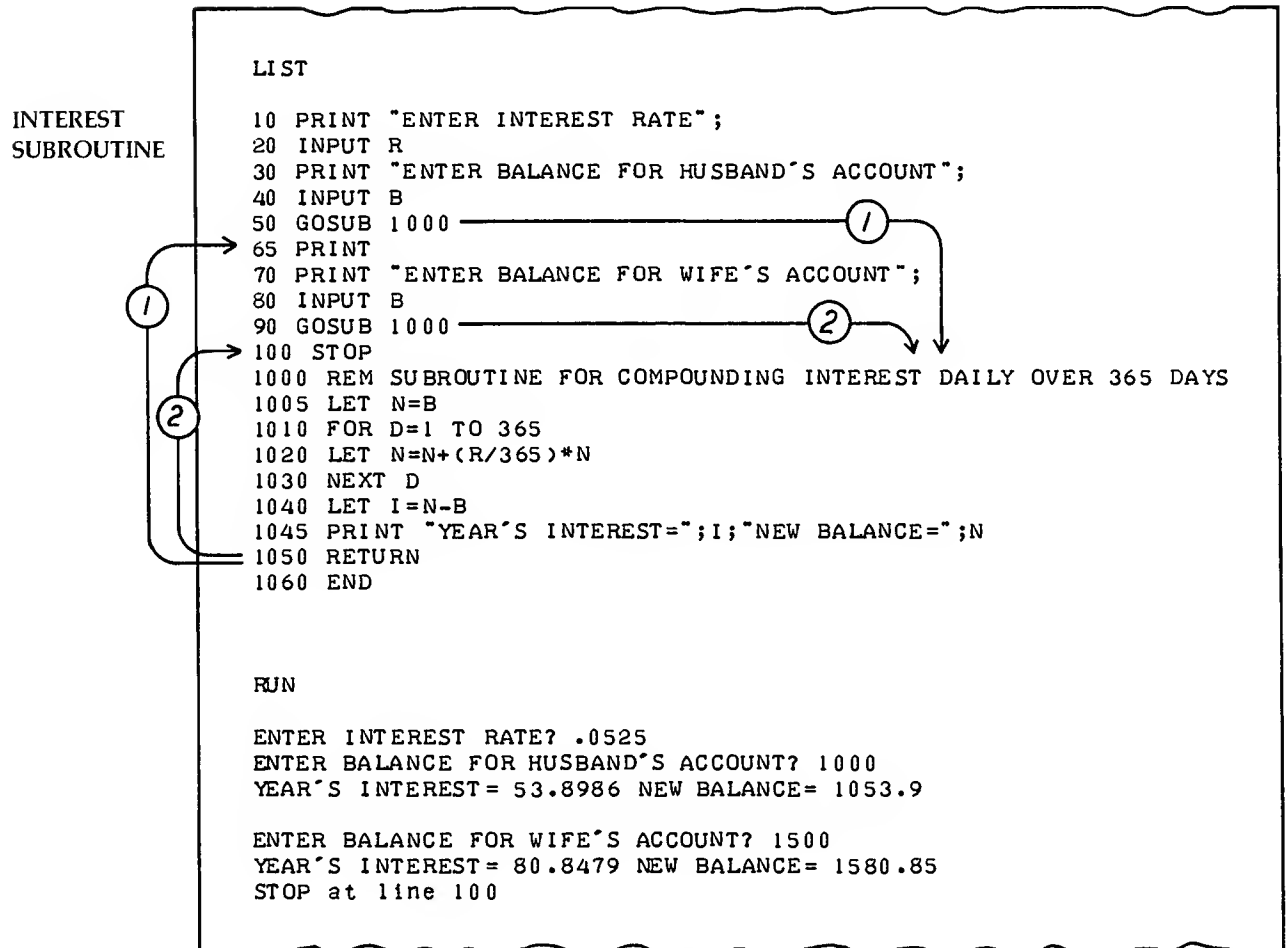 INTEREST
SUBROUTINE
LIST
10 PRINT "ENTER INTEREST RATE";
20 INPUT R
30 PRINT "ENTER BALANCE FOR HUSBAND'S ACCOUNT";
40 INPUT B
50 GOSUB 1000
1
65 PRINT
70 PRINT "ENTER BALANCE FOR WIFE'S ACCOUNT";
1
80 INPUT B
90 GOSUB 1000
2
100 STOP
1000 REM SUBROUTINE FOR COMPOUNDING INTEREST DAILY OVER 365 DAYS
2
1005 LET N=B
1010 FOR D=1 TO 365
1020 LET N=N+(R/365)*N
1030 NEXT D
1040 LET I=N-B
1045 PRINT "YEAR'S INTEREST=";I;"NEW BALANCE=";N
1050 RETURN
1060 END
RUN
ENTER INTEREST RATE? .0525
ENTER BALANCE FOR HUSBAND'S ACCOUNT? 1000
YEAR'S INTEREST= 53.8986 NEW BALANCE= 1053.9
ENTER BALANCE FOR WIFE'S ACCOUNT? 1500
YEAR'S INTEREST= 80.8479 NEW BALANCE= 1580.85
STOP at line 100